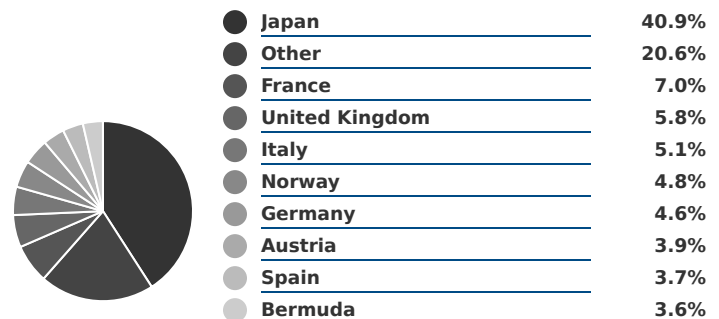 Japan 40.9%
Other 20.6%
France 7.0%
United Kingdom 5.8%
Italy 5.1%
Norway 4.8%
Germany 4.6%
Austria 3.9%
Spain 3.7%
Bermuda 3.6%